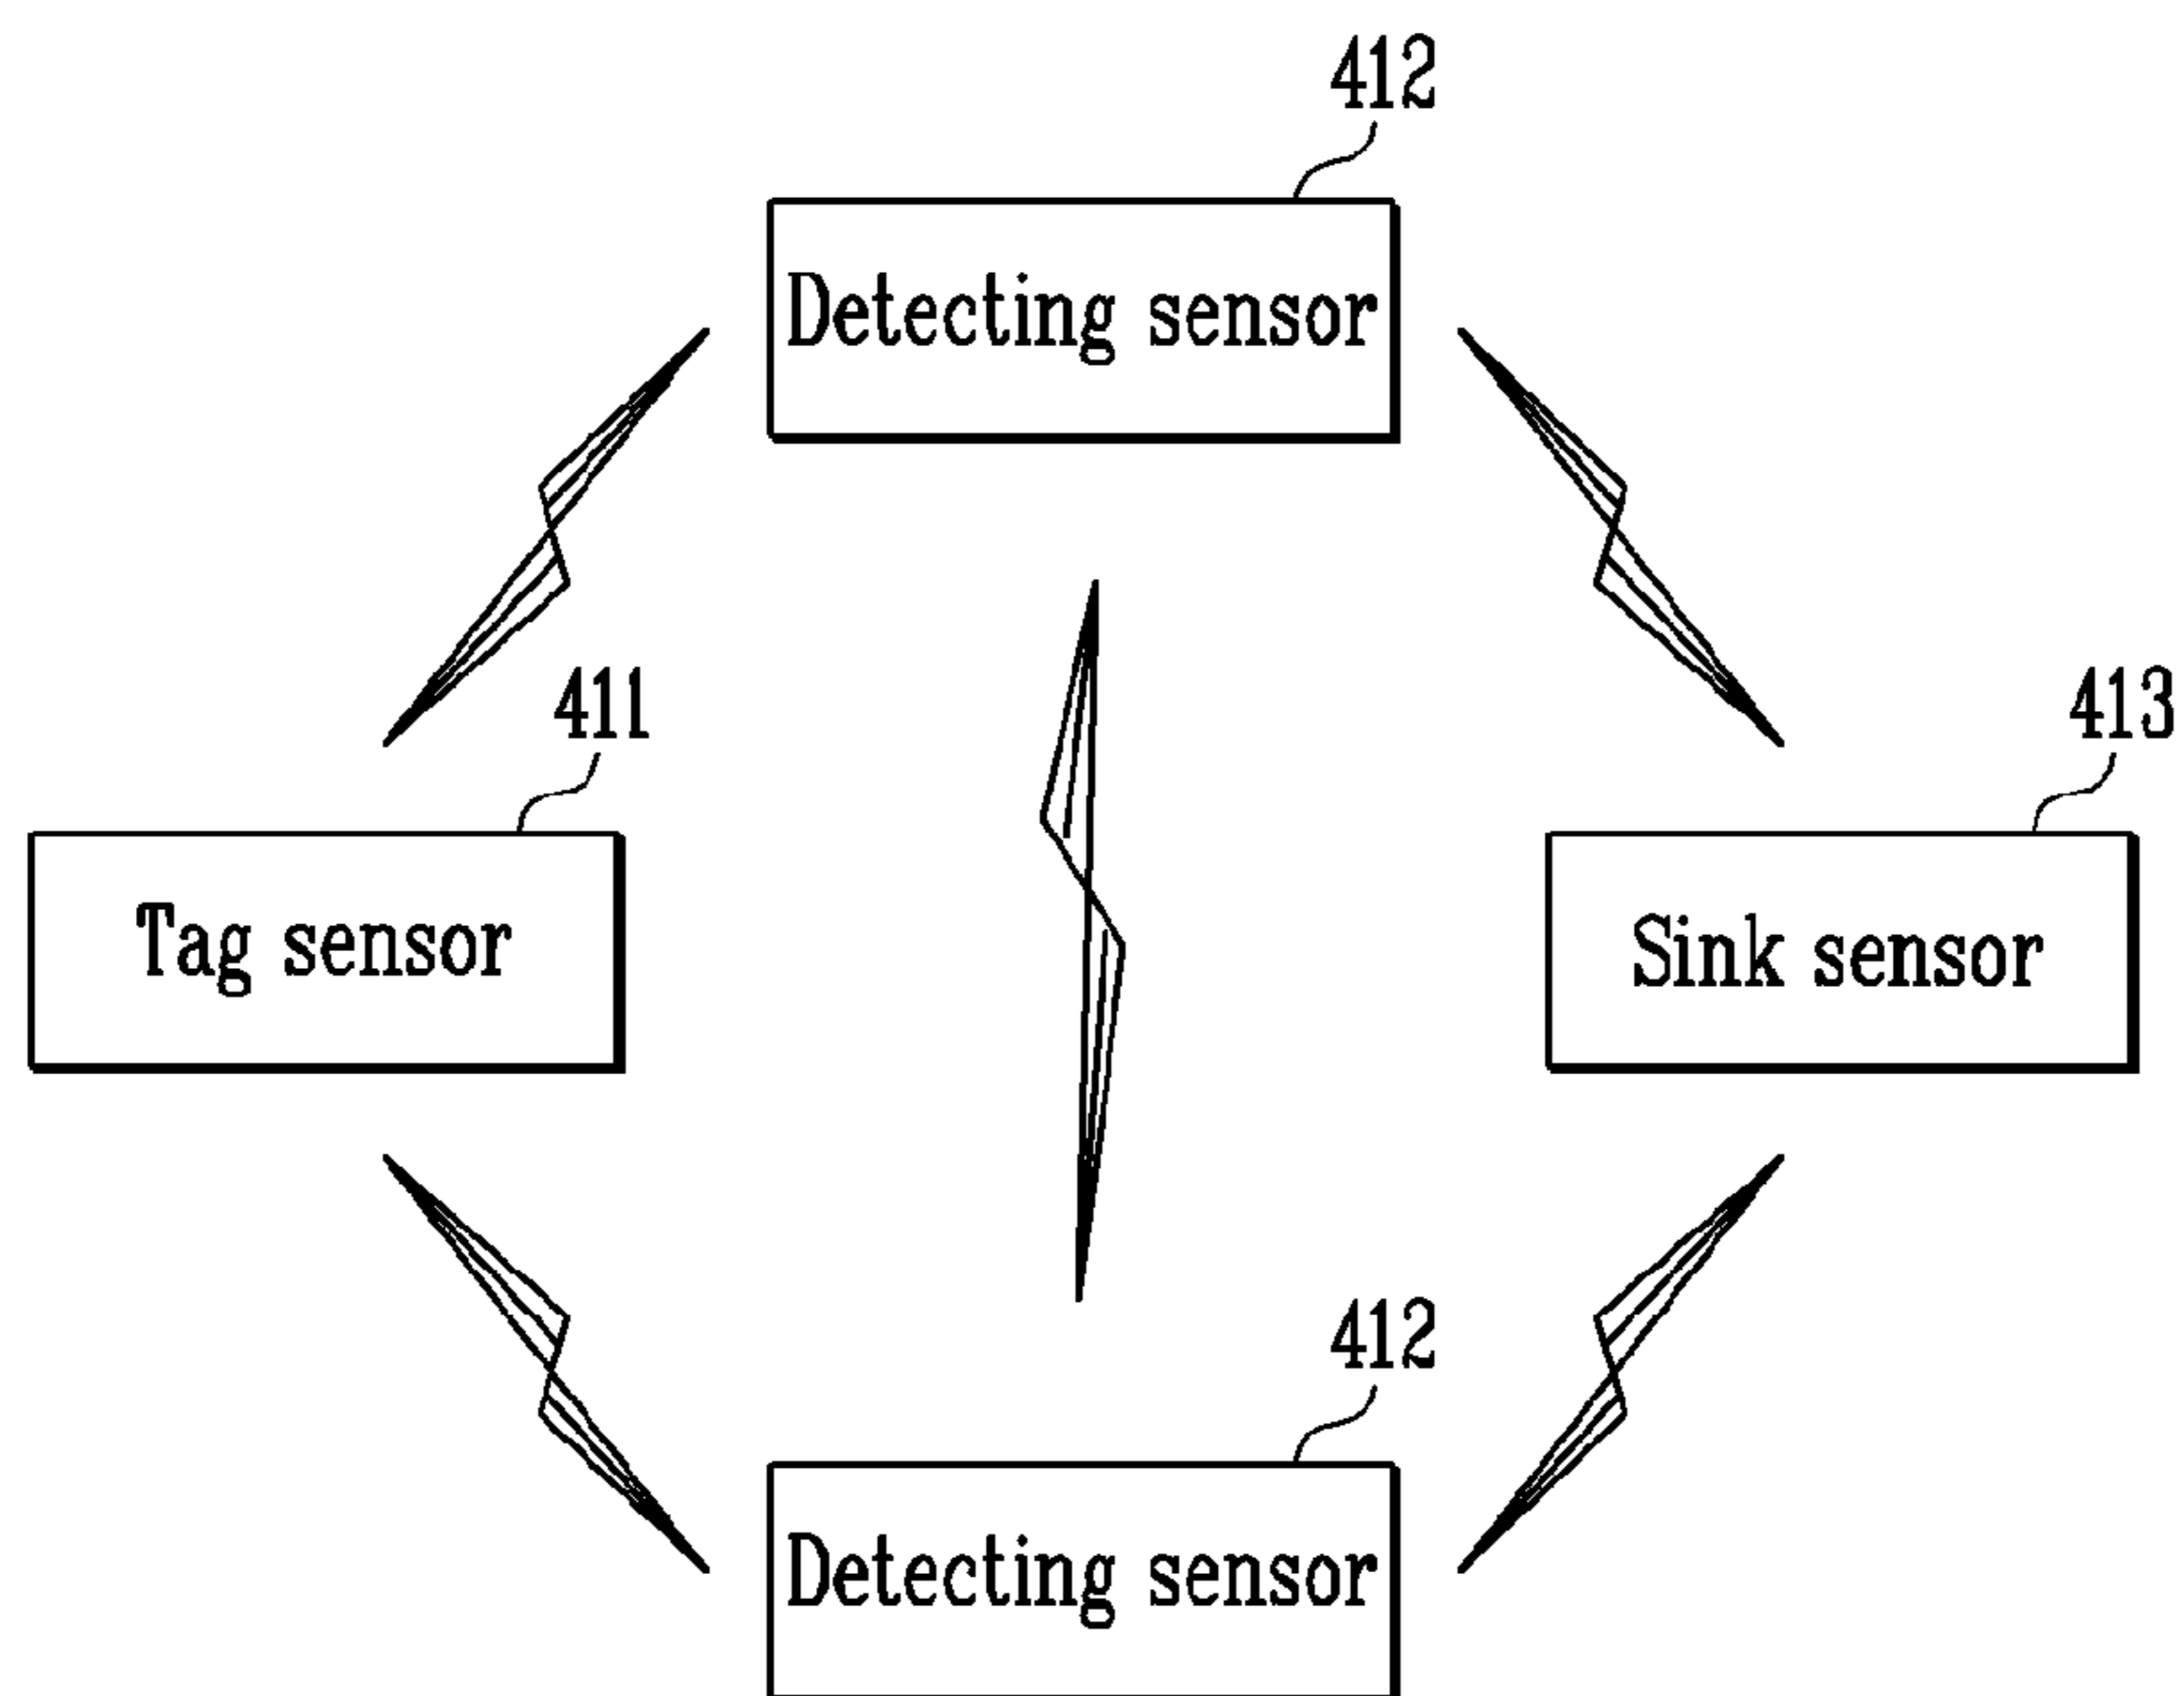 412
Detecting sensor
411
413
Tag sensor
Sink sensor
412
Detecting sensor